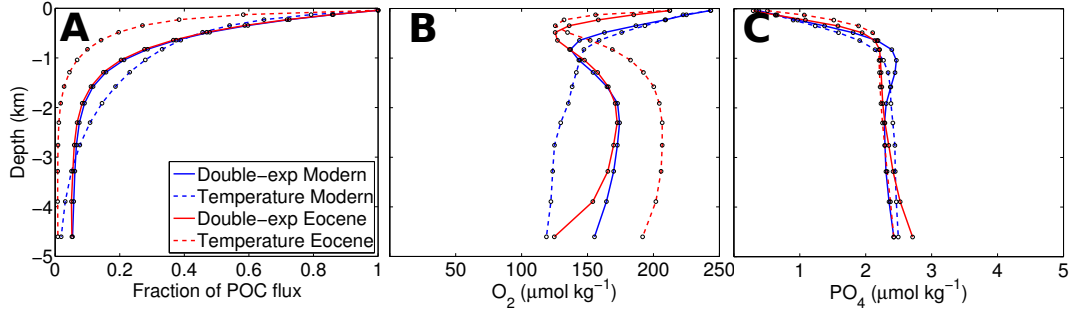 A
B
C
0
−1
−2
−3
−4
−5
Depth (km)
Double−exp Modern
Temperature Modern
Double−exp Eocene
Temperature Eocene
0 0.2 0.4 0.6 0.8 1
Fraction of POC flux
50 100 150 200 250
O₂ (μmol kg⁻¹)
1 2 3 4 5
PO₄ (μmol kg⁻¹)